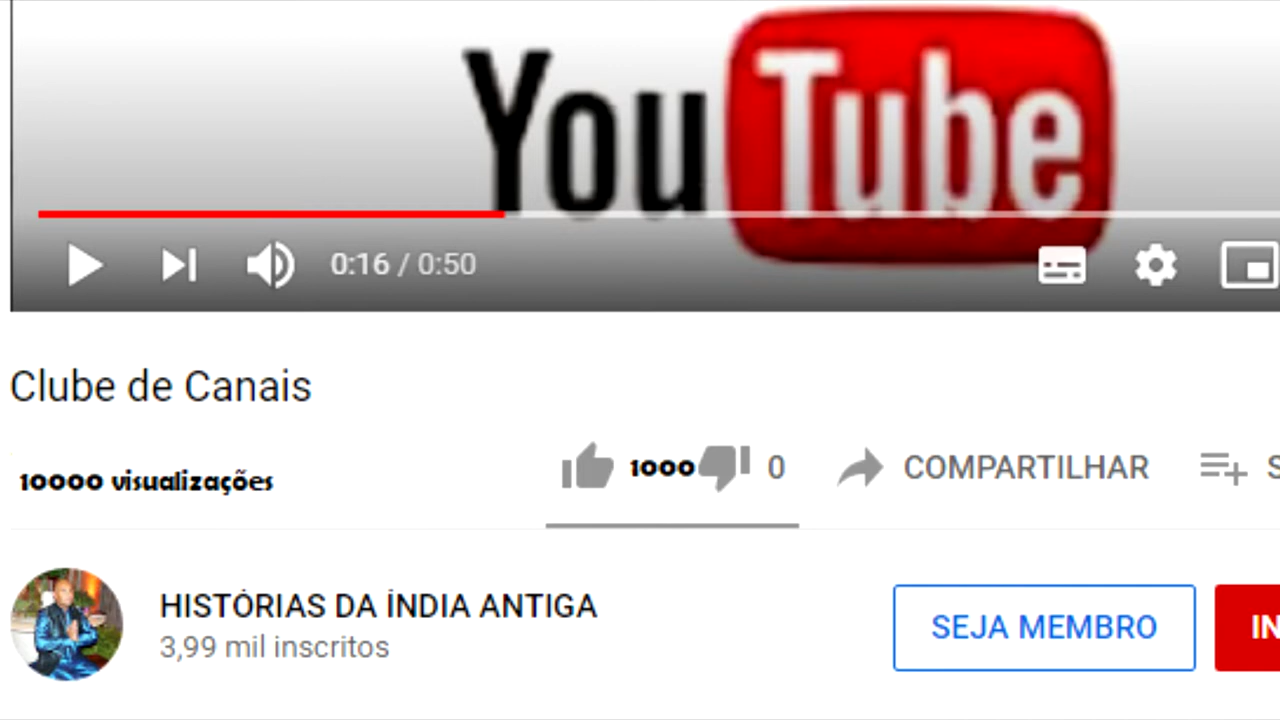 YouTube
0:16 / 0:50
Clube de Canais
10000 visualizações
1000 0 COMPARTILHAR S
HISTÓRIAS DA ÍNDIA ANTIGA
3,99 mil inscritos
SEJA MEMBRO
IN